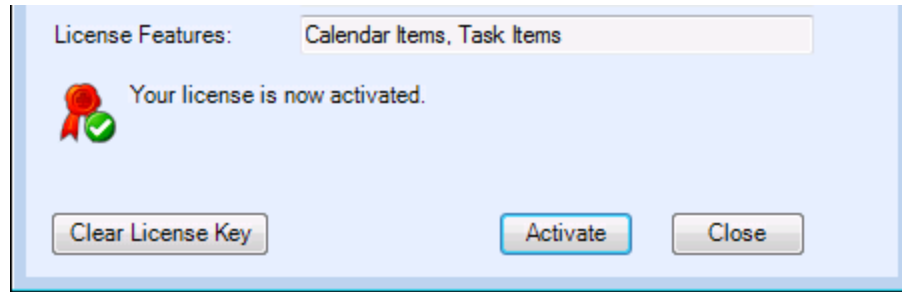 License Features: Calendar Items, Task Items
Your license is now activated.
Clear License Key Activate Close